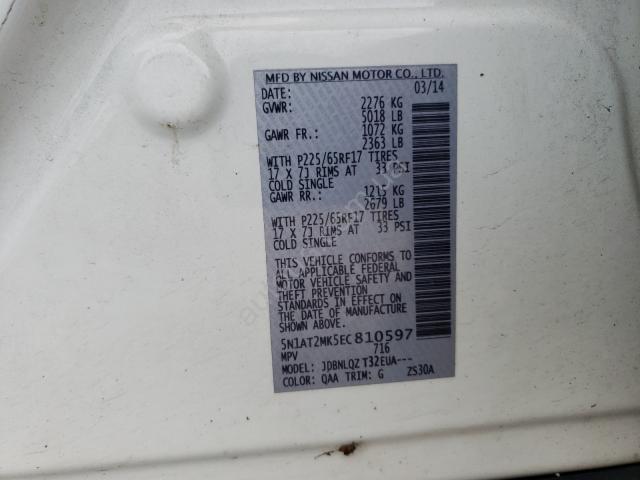 MFD BY NISSAN MOTOR CO., LTD.
DATE: 03/14
GVWR: 2276 KG
5018 LB
GAWR FR.: 1072 KG
2363 LB
WITH P225/65RF17 TIRES
17 X 7J RIMS AT 33 PSI
COLD SINGLE
GAWR RR.: 1215 KG
2679 LB
WITH P225/65RF17 TIRES
17 X 7J RIMS AT 33 PSI
COLD SINGLE
THIS VEHICLE CONFORMS TO
ALL APPLICABLE FEDERAL
MOTOR VEHICLE SAFETY AND
THEFT PREVENTION
STANDARDS IN EFFECT ON
THE DATE OF MANUFACTURE
SHOWN ABOVE.
5N1AT2MK5EC810597
MPV 716
MODEL: JDBNLQZ T32EUA---
COLOR: QAA TRIM: G ZS30A